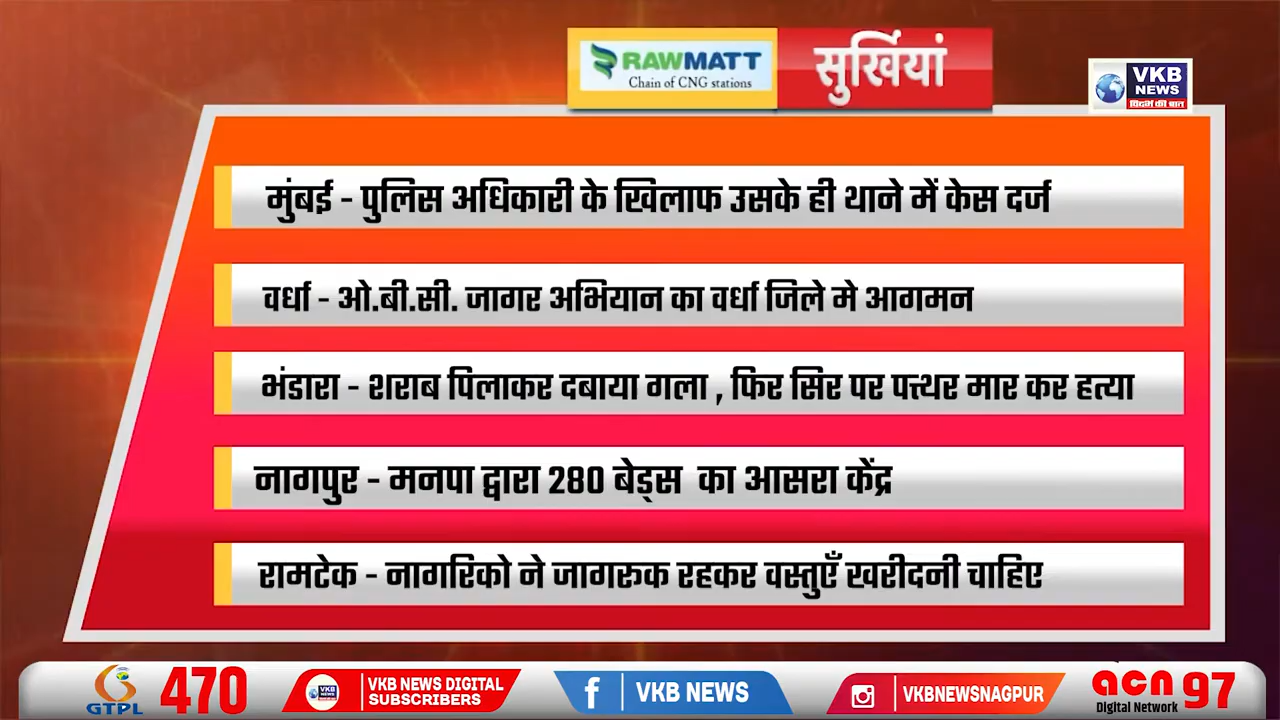 RAWMATT
Chain of CNG stations
सुर्खियां
VKB
NEWS
विदर्भ की बात
मुंबई - पुलिस अधिकारी के खिलाफ उसके ही थाने में केस दर्ज
वर्धा - ओ.बी.सी. जागर अभियान का वर्धा जिले मे आगमन
भंडारा - शराब पिलाकर दबाया गला , फिर सिर पर पत्थर मार कर हत्या
नागपुर - मनपा द्वारा 280 बेड्स का आसरा केंद्र
रामटेक - नागरिको ने जागरूक रहकर वस्तुएँ खरीदनी चाहिए
GTPL 470
VKB NEWS DIGITAL
SUBSCRIBERS
VKB NEWS
VKBNEWSNAGPUR
acn 97
Digital Network